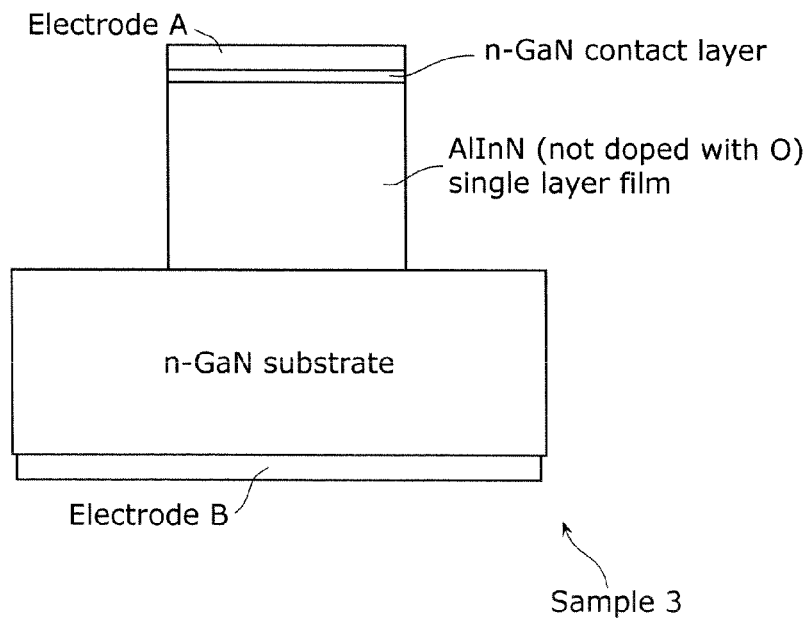 Electrode A
n-GaN contact layer
AlInN (not doped with O)
single layer film
n-GaN substrate
Electrode B
Sample 3